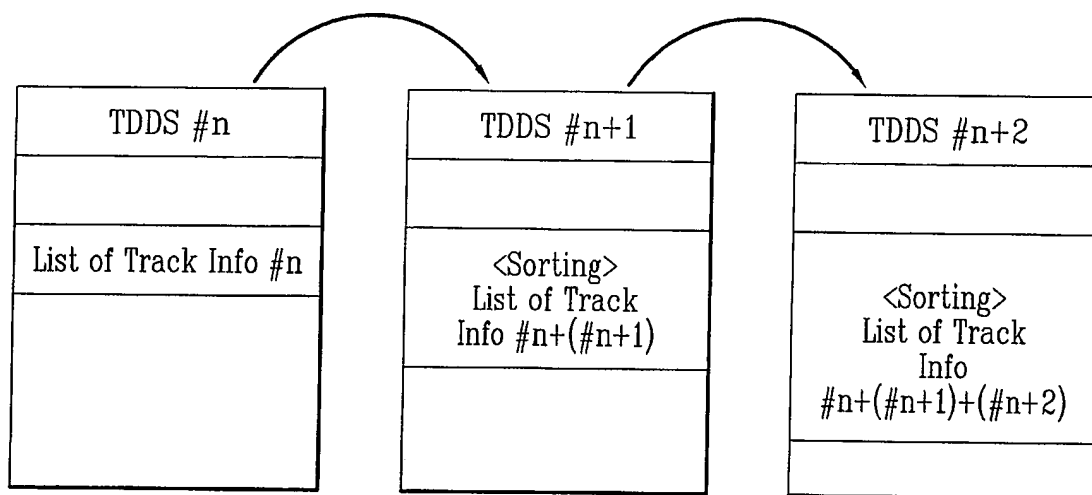 TDDS #n
List of Track Info #n
TDDS #n+1
<Sorting>
List of Track
Info #n+(#n+1)
TDDS #n+2
<Sorting>
List of Track
Info
#n+(#n+1)+(#n+2)